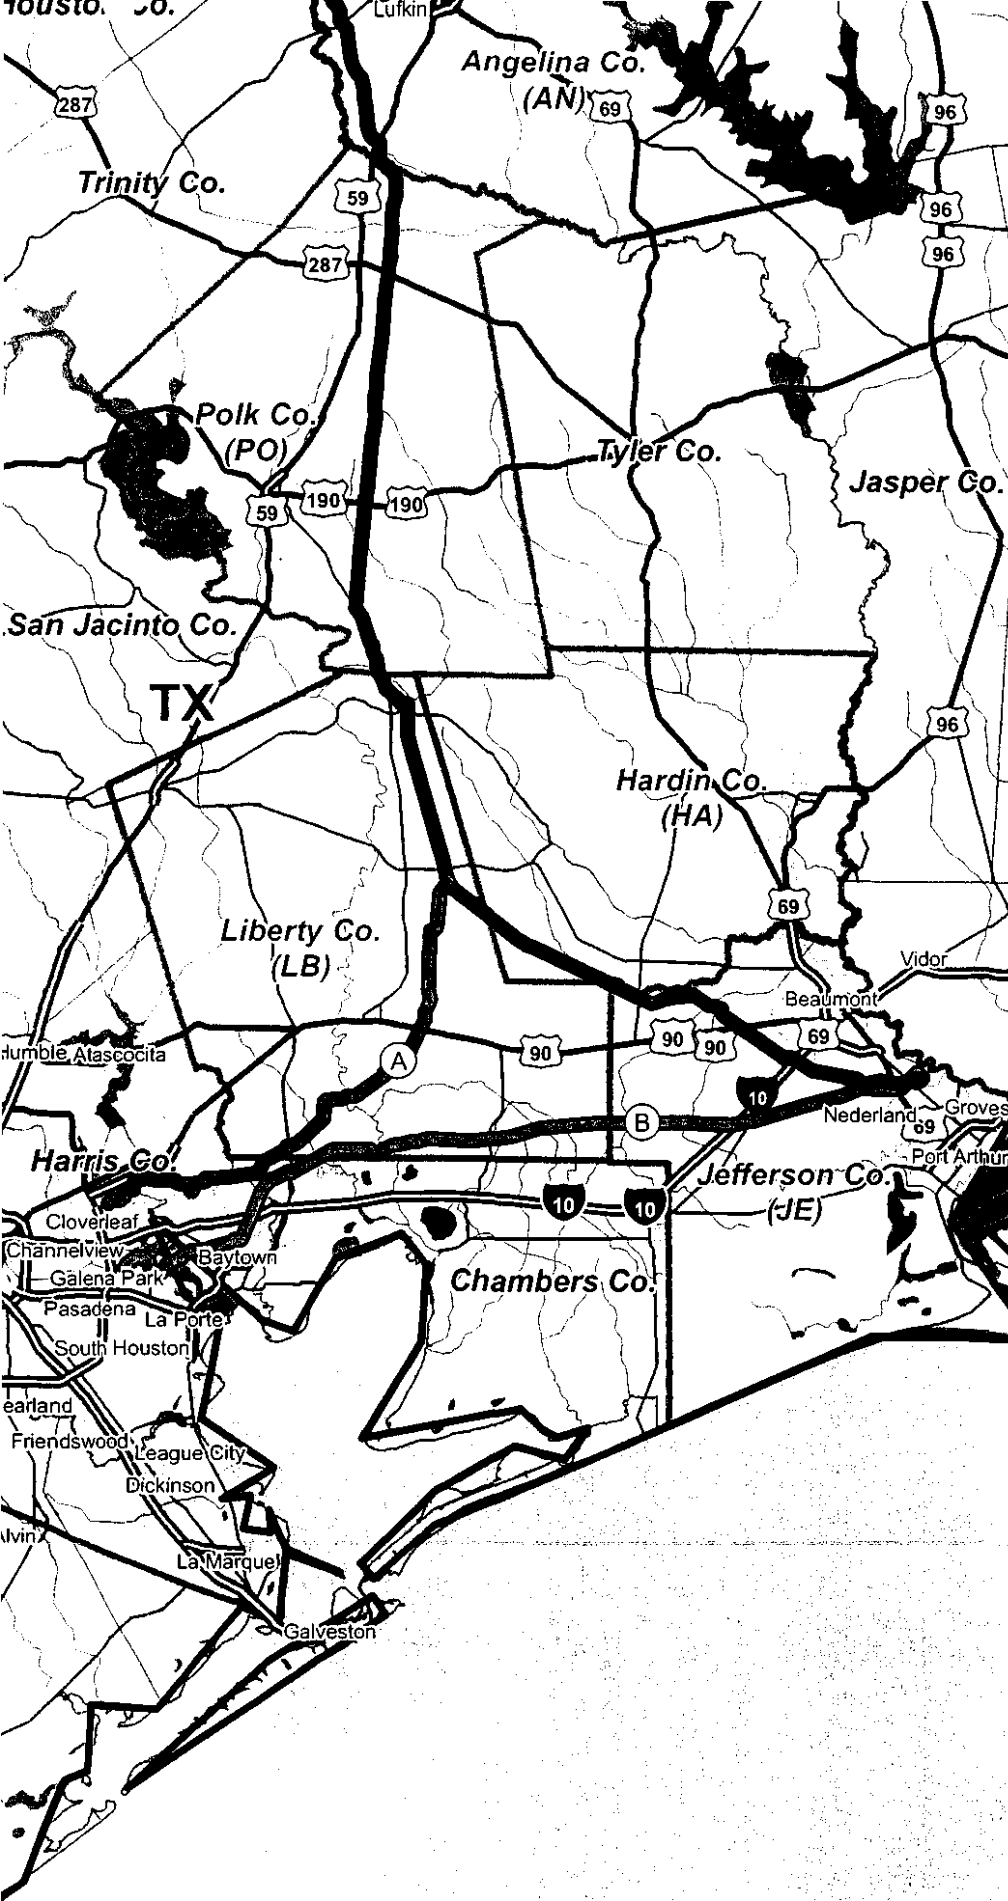 Lufkin
Angelina Co.
(AN)
69
287
96
Trinity Co.
59
96
287
96
Polk Co.
(PO)
Tyler Co.
Jasper Co.
190
190
59
San Jacinto Co.
TX
96
Hardin Co.
(HA)
69
Liberty Co.
(LB)
Vidor
Beaumont
69
90
90
90
Atascocita
A
10
Nederland
Groves
69
B
Port Arthur
Harris Co.
Jefferson Co.
(JE)
10
10
Cloverleaf
Channelview
Baytown
Galena Park
Chambers Co.
Pasadena
La Porte
South Houston
earland
Friendswood
League City
Dickinson
lvin
La Marque
Galveston